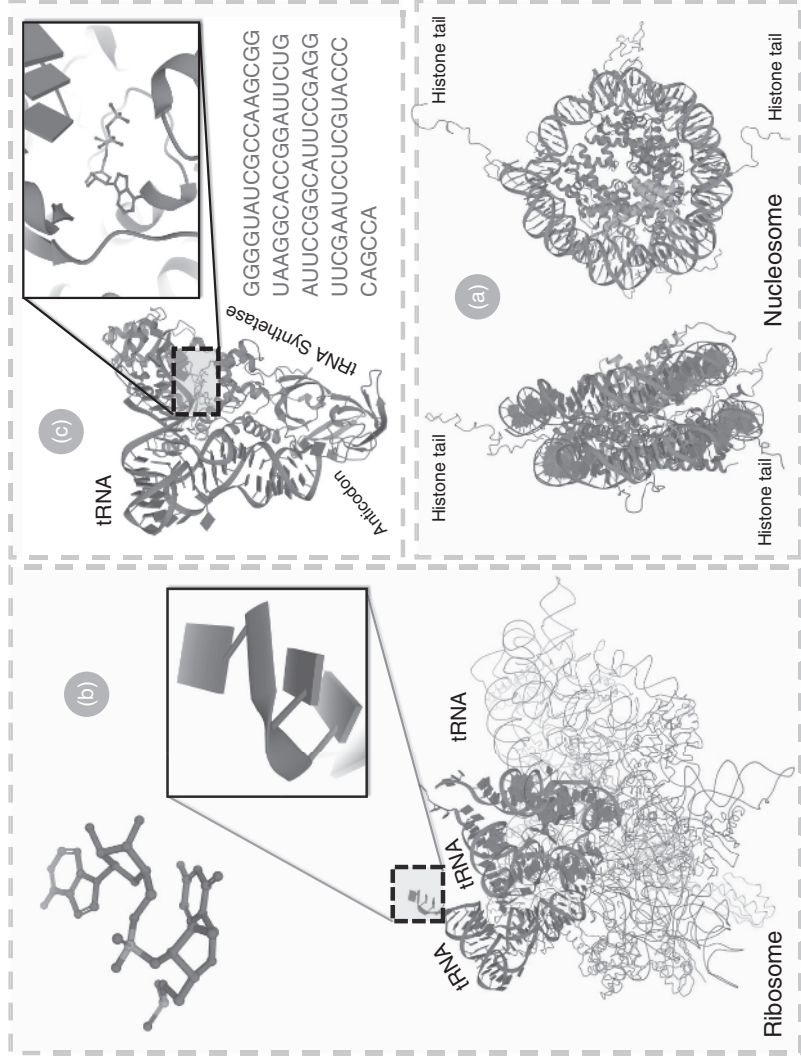 (b)
tRNA
tRNA
tRNA
Ribosome
(c)
tRNA
tRNA Synthetase
Anticodon
GGGGUAUCGCCAAGCGG
UAAGGCACCGGAUUCUG
AUUCCGGCAUUCCGAGG
UUCGAAUCCUCGUACCC
CAGCCA
Histone tail
Histone tail
(a)
Histone tail
Histone tail
Nucleosome